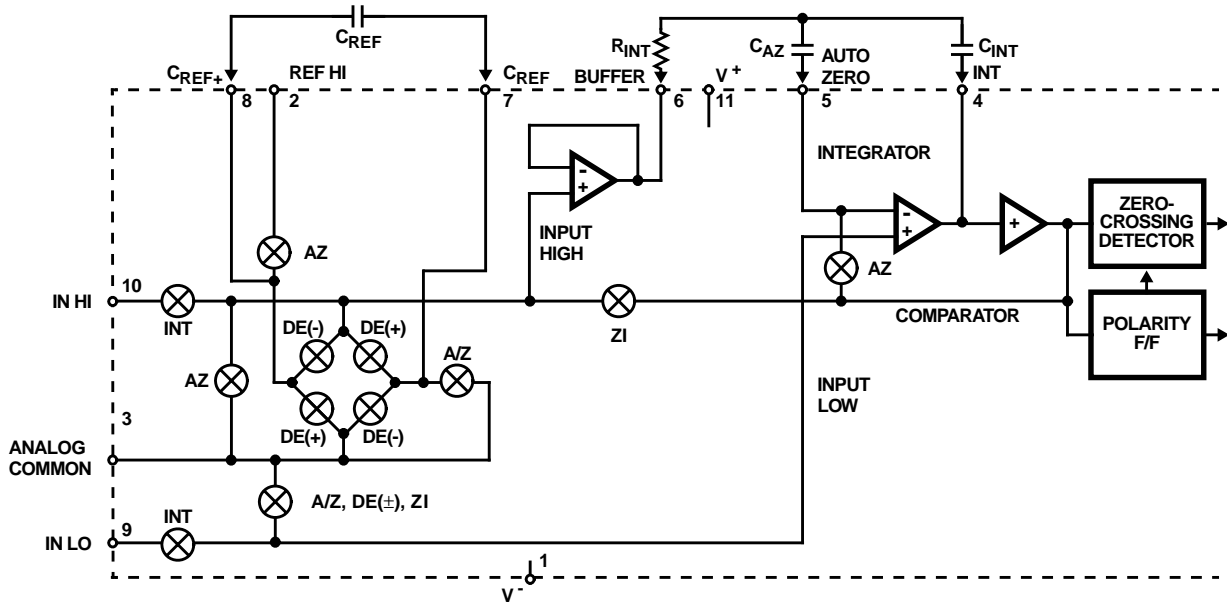 CREF
RINT
CAZ
CINT
CREF+
REF HI
CREF
BUFFER
V+
AUTO
ZERO
INT
8
2
7
6
11
5
4
INTEGRATOR
-
+
-
+
+
ZERO-
CROSSING
DETECTOR
INPUT
HIGH
AZ
AZ
10
IN HI
INT
ZI
COMPARATOR
POLARITY
F/F
DE(-)
DE(+)
A/Z
AZ
DE(+)
DE(-)
INPUT
LOW
3
ANALOG
COMMON
A/Z, DE(±), ZI
INT
9
IN LO
1
V-